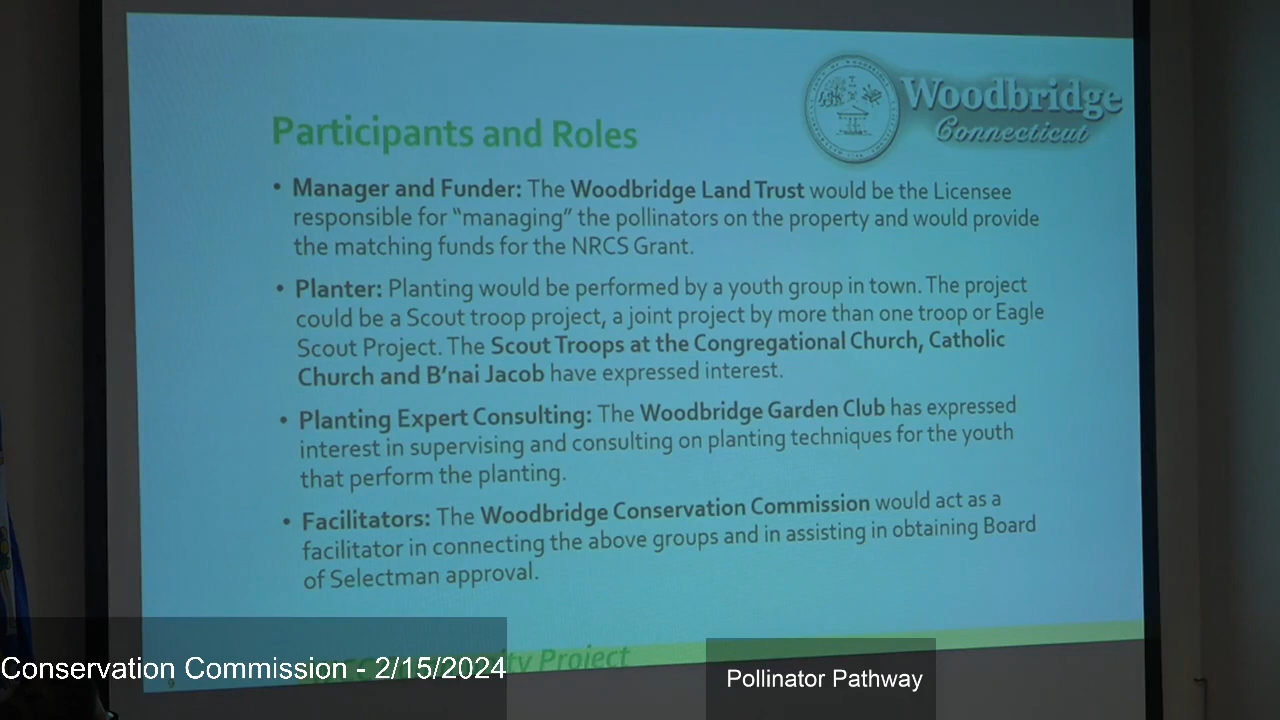 Woodbridge
Connecticut
Participants and Roles
• Manager and Funder: The Woodbridge Land Trust would be the Licensee
responsible for “managing” the pollinators on the property and would provide
the matching funds for the NRCS Grant.
• Planter: Planting would be performed by a youth group in town. The project
could be a Scout troop project, a joint project by more than one troop or Eagle
Scout Project. The Scout Troops at the Congregational Church, Catholic
Church and B’nai Jacob have expressed interest.
• Planting Expert Consulting: The Woodbridge Garden Club has expressed
interest in supervising and consulting on planting techniques for the youth
that perform the planting.
• Facilitators: The Woodbridge Conservation Commission would act as a
facilitator in connecting the above groups and in assisting in obtaining Board
of Selectman approval.
Project
Conservation Commission - 2/15/2024
Pollinator Pathway